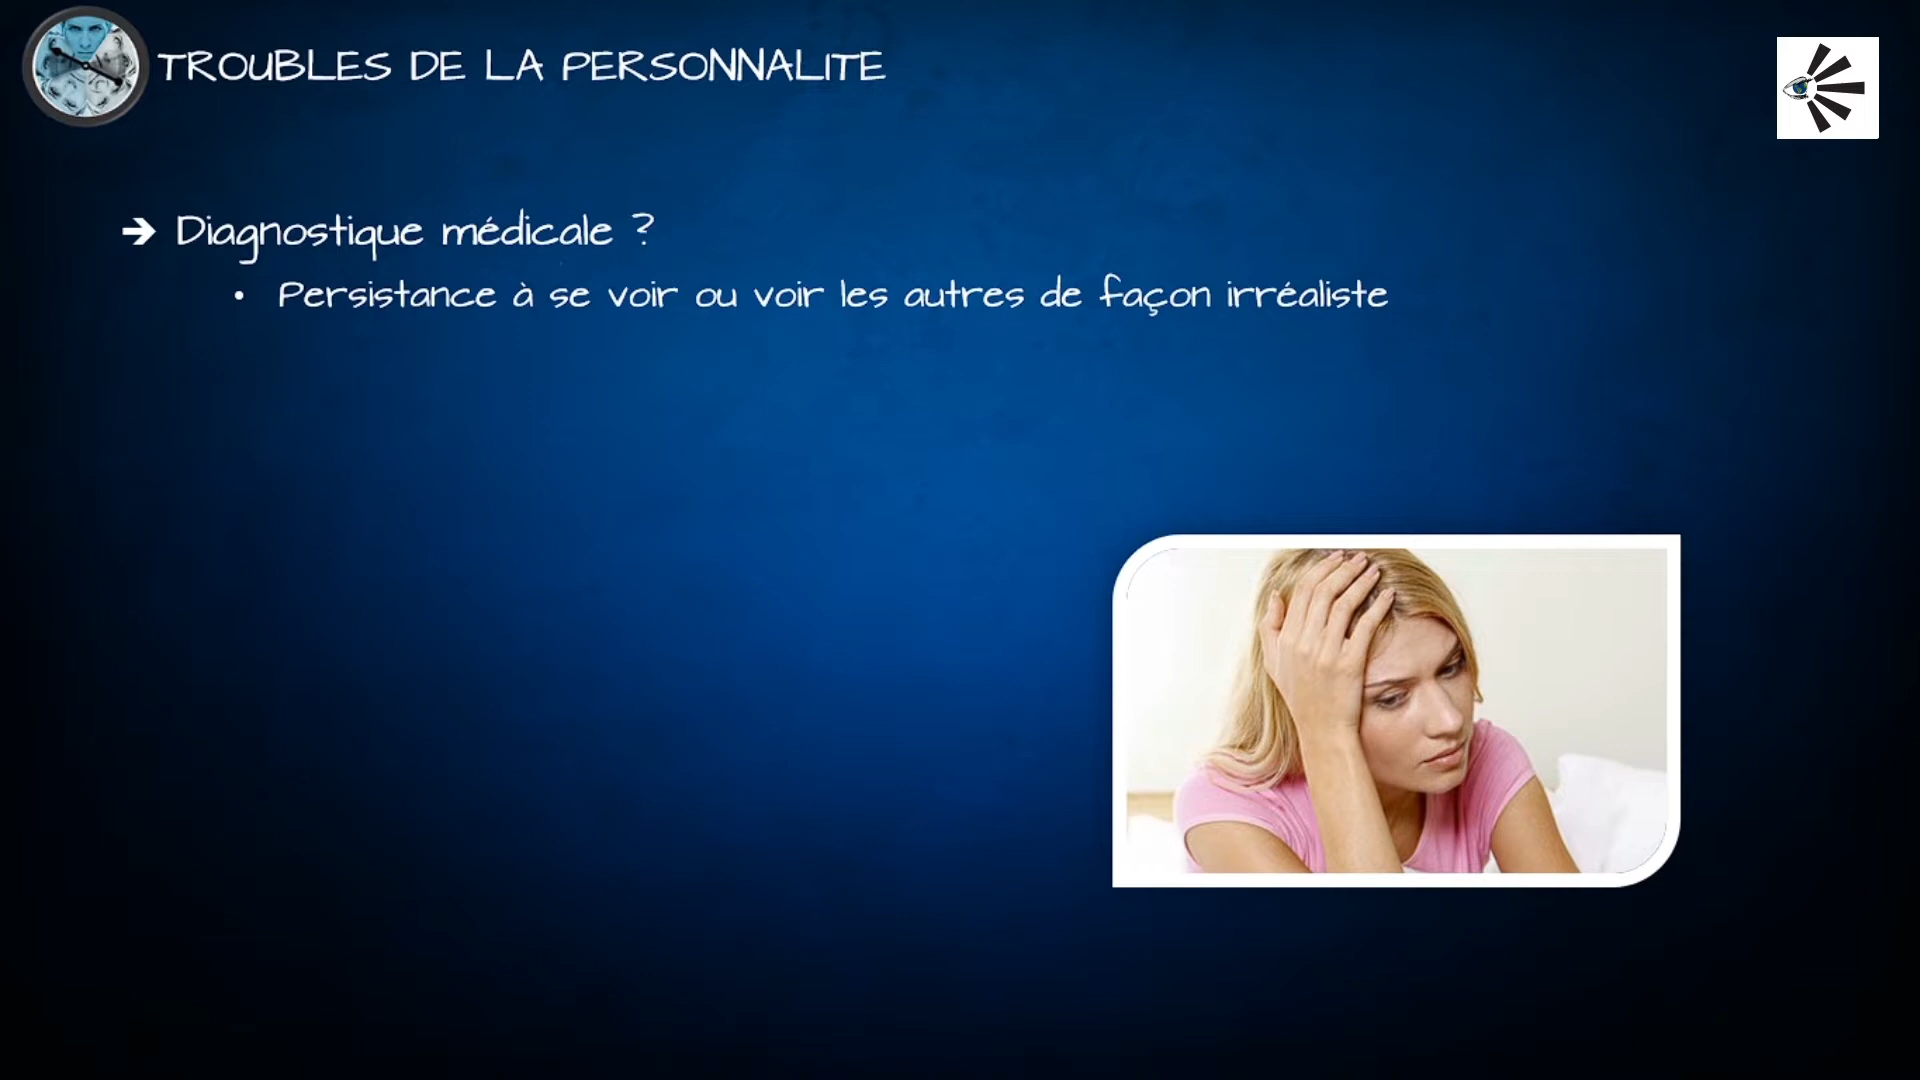 TROUBLES DE LA PERSONNALITE
➔ Diagnostique médicale ?
• Persistance à se voir ou voir les autres de façon irréaliste